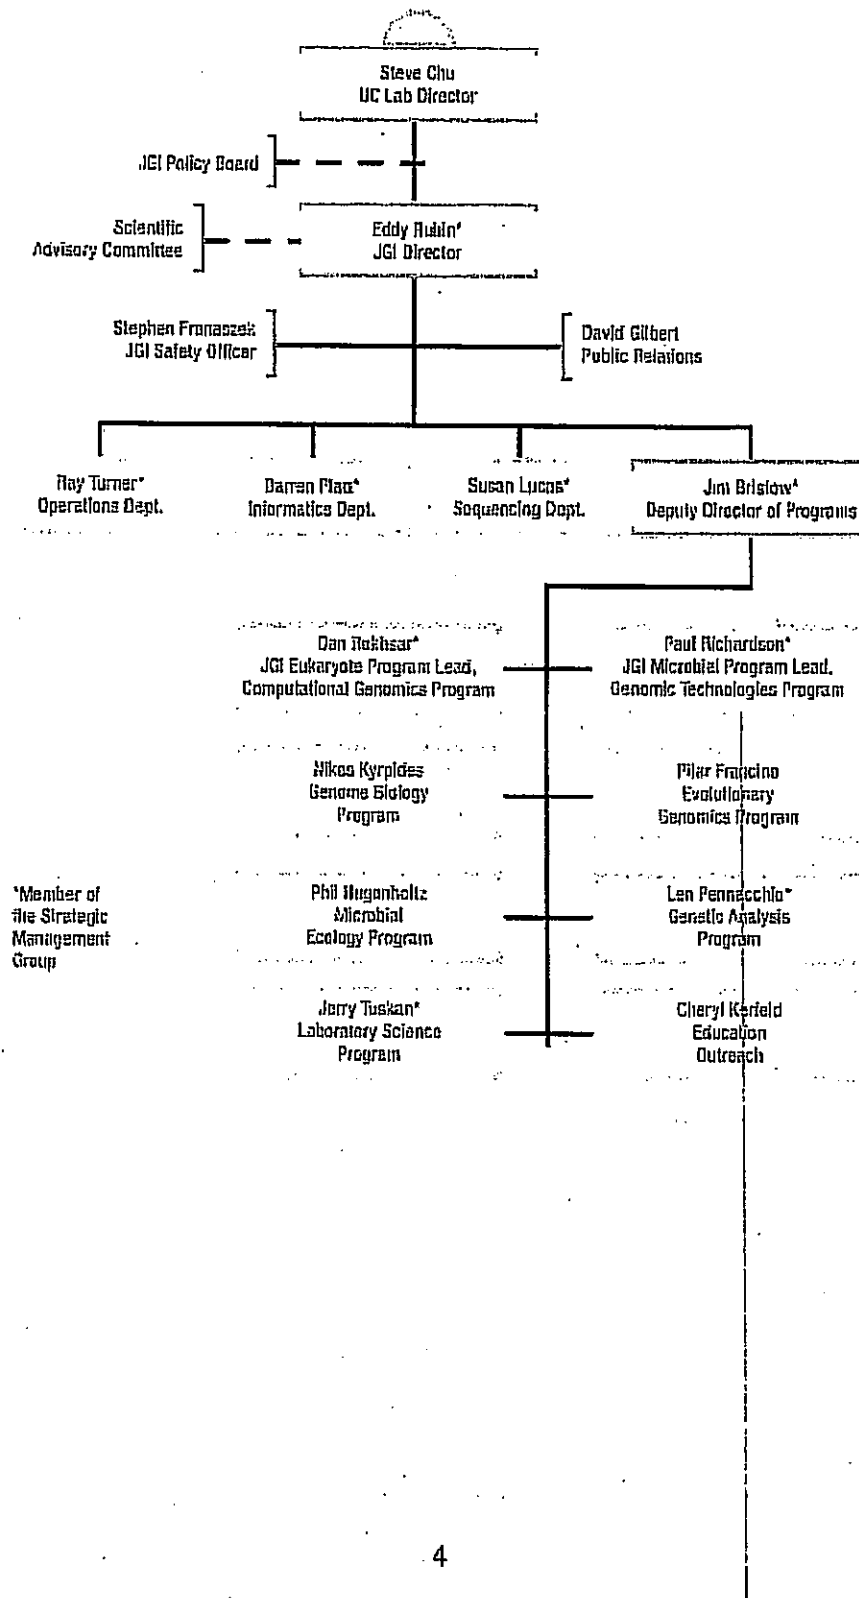 Steve Chu
UC Lab Director
JGI Policy Board
Scientific
Advisory Committee
Eddy Rubin*
JGI Director
Stephen Franaszek
JGI Safety Officer
David Gilbert
Public Relations
Ray Turner*
Operations Dept.
Darren Platt*
Informatics Dept.
Susan Lucas*
Sequencing Dept.
Jim Bristow*
Deputy Director of Programs
Dan Rokhsar*
JGI Eukaryote Program Lead,
Computational Genomics Program
Paul Richardson*
JGI Microbial Program Lead,
Genomic Technologies Program
Nikos Kyrpides
Genome Biology
Program
Pilar Francino
Evolutionary
Genomics Program
*Member of
the Strategic
Management
Group
Phil Hugenholtz
Microbial
Ecology Program
Len Pennacchio*
Genetic Analysis
Program
Jerry Tuskan*
Laboratory Science
Program
Cheryl Kerfeld
Education
Outreach
4